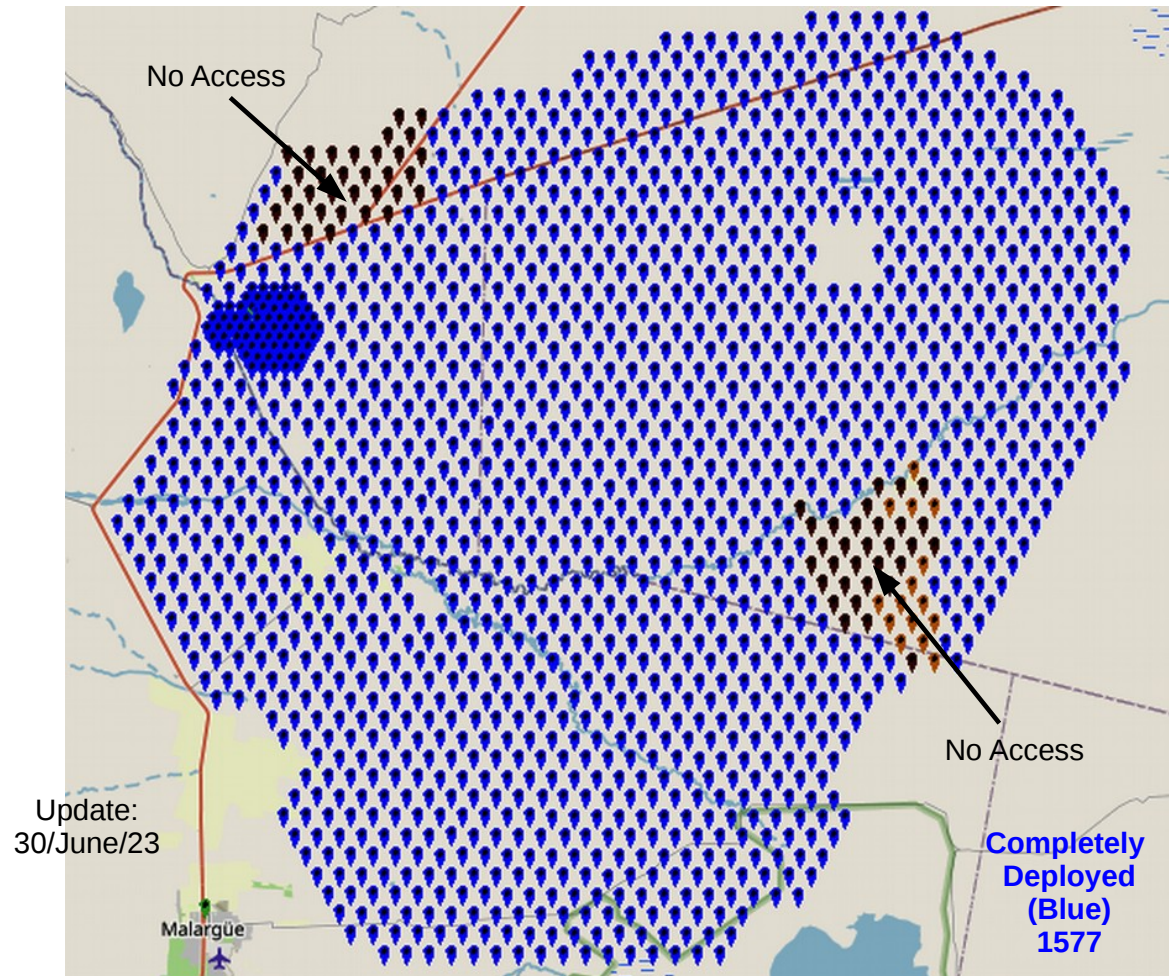 No Access
No Access
Update:
30/June/23
Completely
Deployed
(Blue)
1577
Malargüe